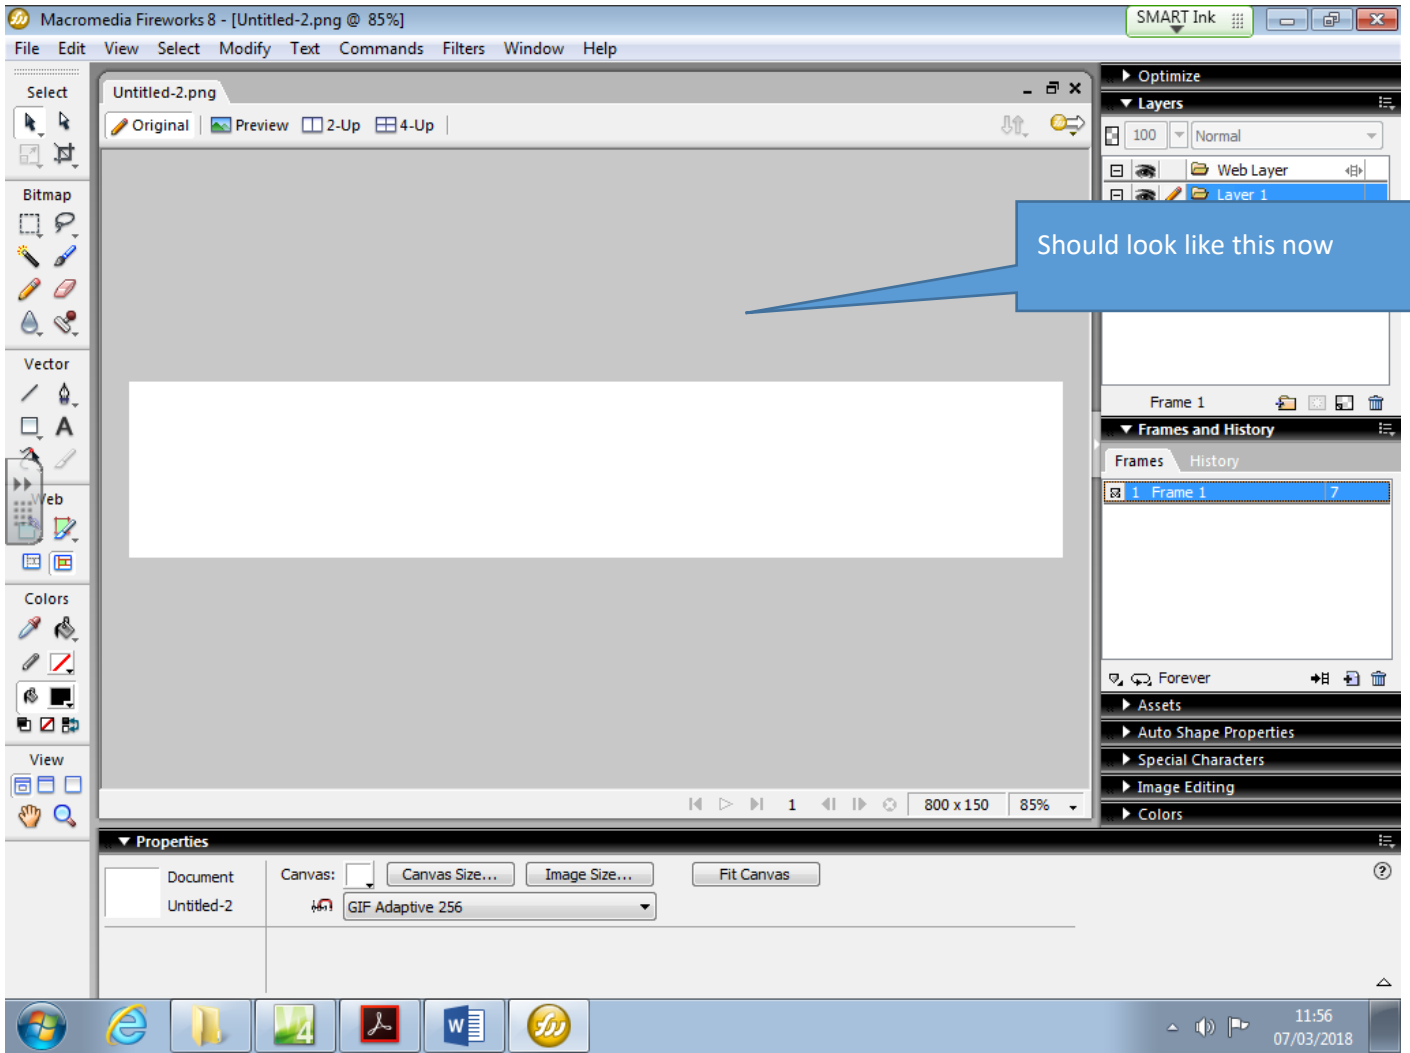 Macromedia Fireworks 8 - [Untitled-2.png @ 85%]
SMART Ink
File Edit View Select Modify Text Commands Filters Window Help
Select
Bitmap
Vector
Web
Colors
View
Untitled-2.png
Original Preview 2-Up 4-Up
Should look like this now
1 800 x 150 85%
Optimize
Layers
100 Normal
Web Layer
Layer 1
Frame 1
Frames and History
Frames History
1 Frame 1 7
Forever
Assets
Auto Shape Properties
Special Characters
Image Editing
Colors
Properties
Document
Untitled-2
Canvas: Canvas Size... Image Size... Fit Canvas
GIF Adaptive 256
11:56
07/03/2018